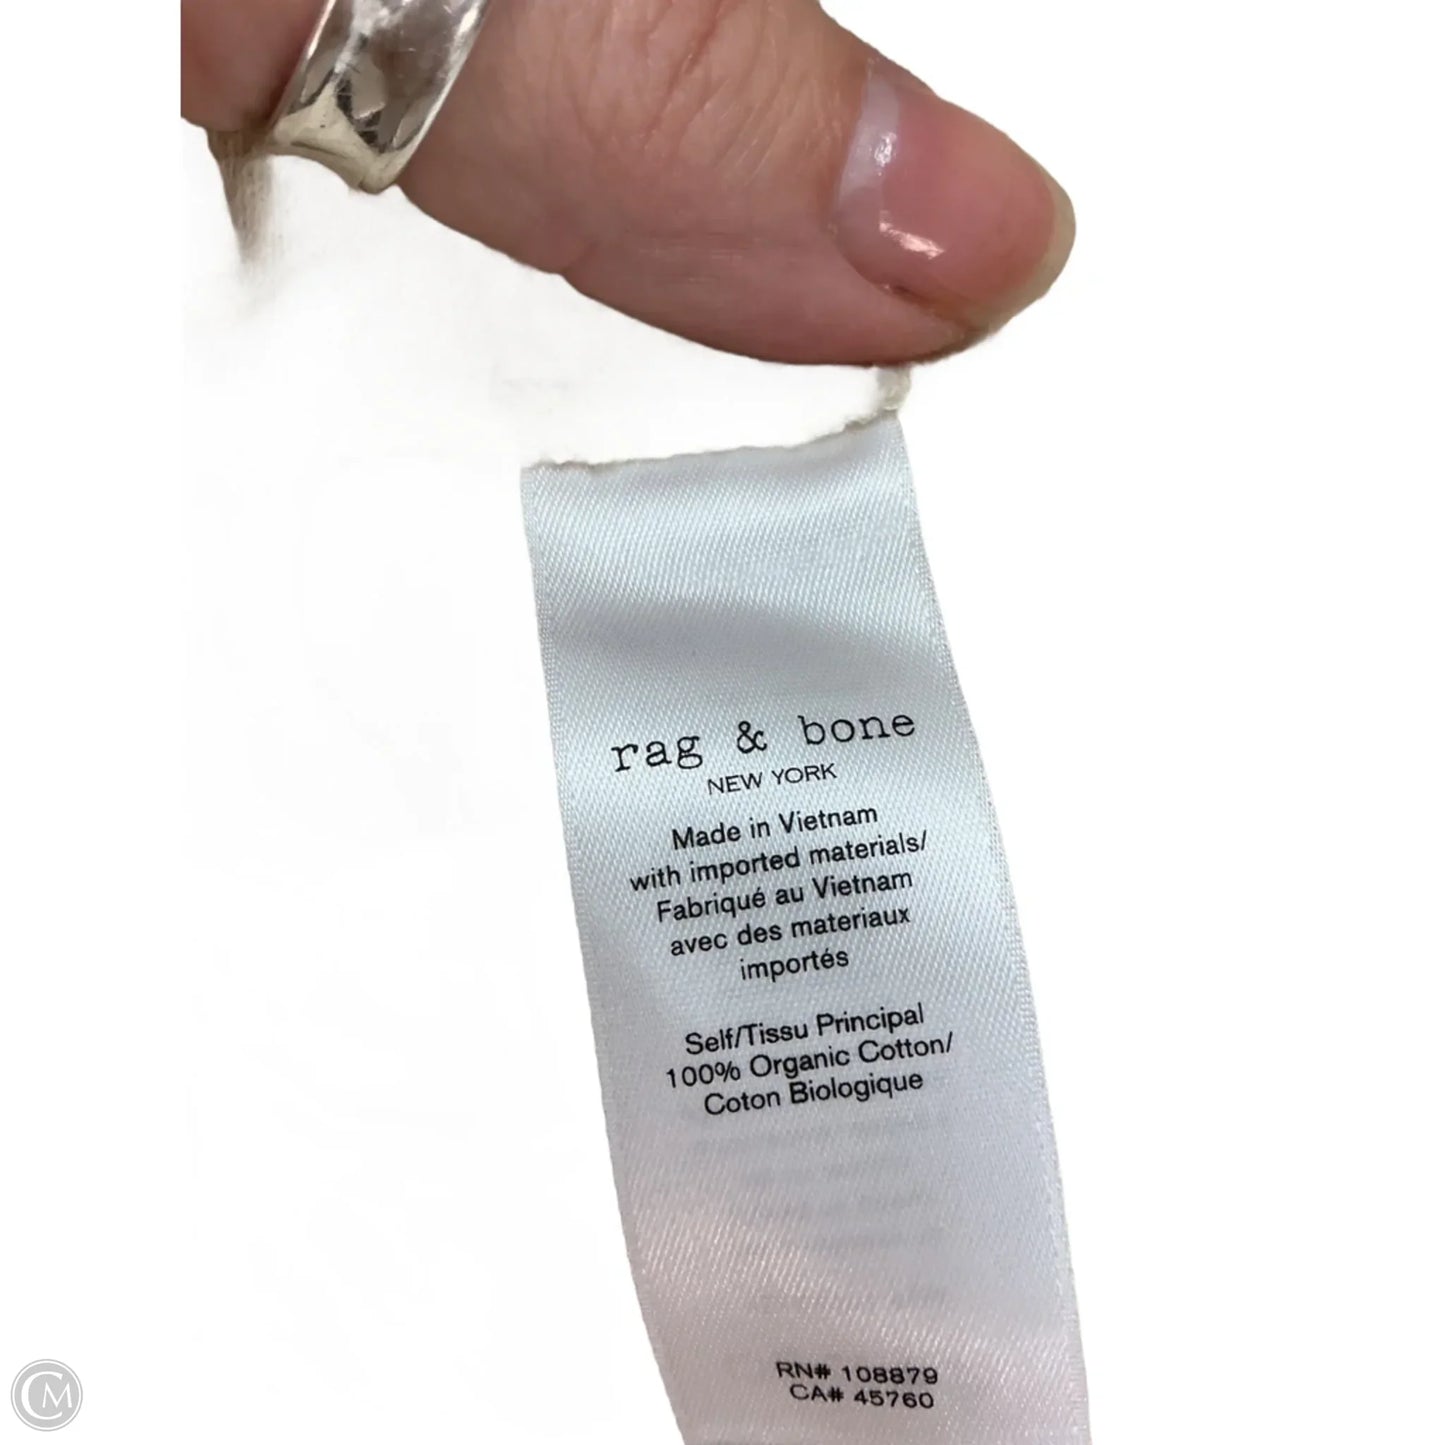 rag & bone
NEW YORK
Made in Vietnam
with imported materials/
Fabriqué au Vietnam
avec des materiaux
importés
Self/Tissu Principal
100% Organic Cotton/
Coton Biologique
RN# 108879
CA# 45760
CM